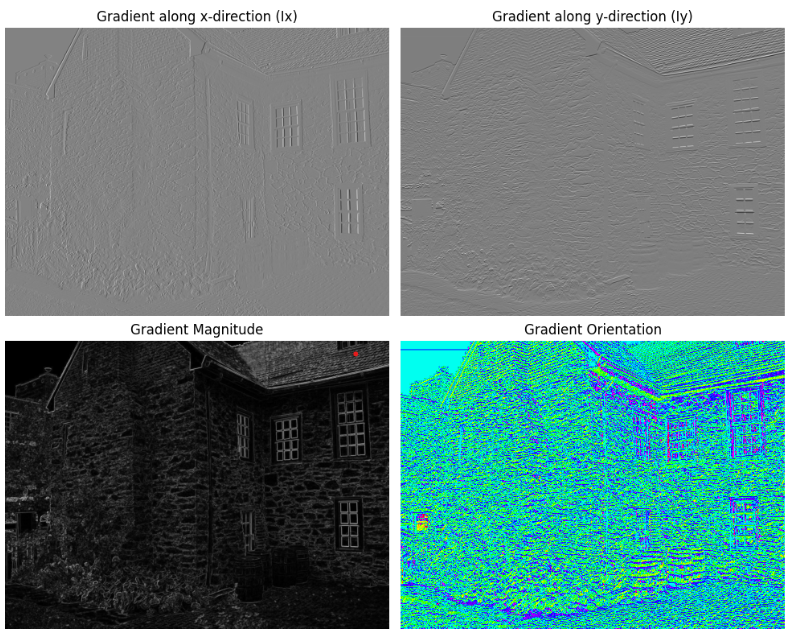 Gradient along x-direction (Ix)
Gradient along y-direction (Iy)
Gradient Magnitude
Gradient Orientation